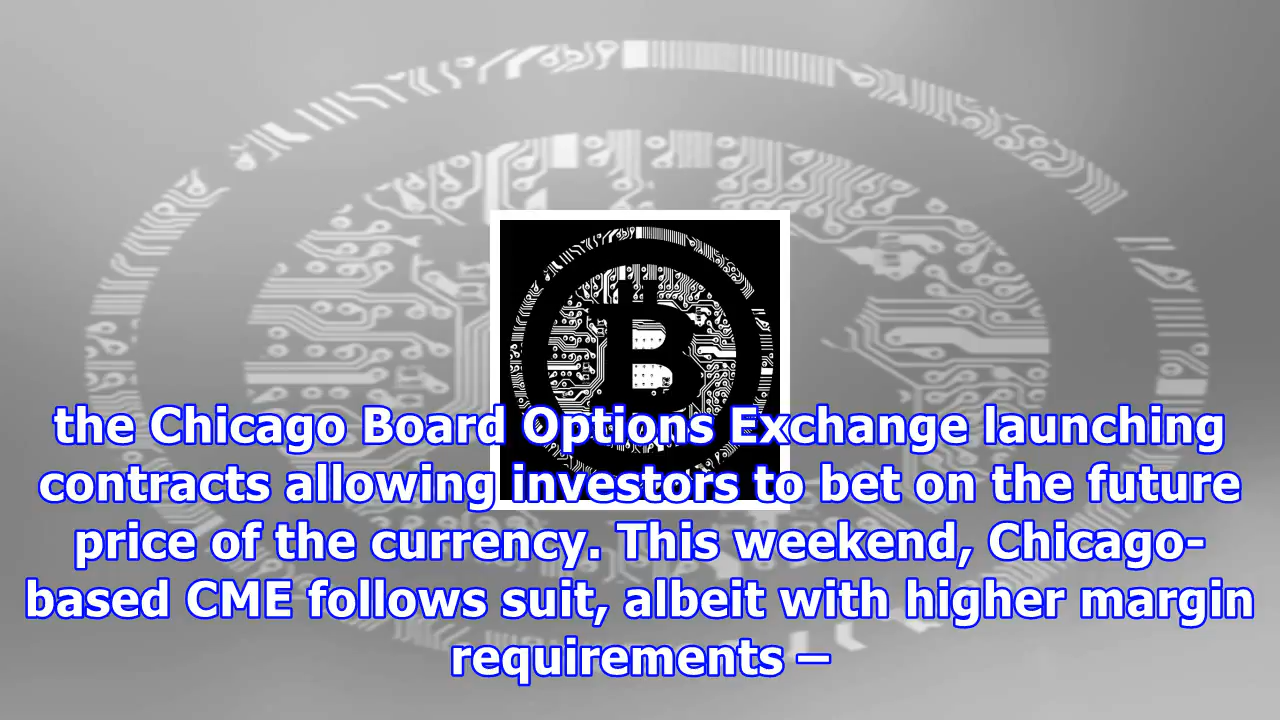 the Chicago Board Options Exchange launching
contracts allowing investors to bet on the future
price of the currency. This weekend, Chicago-
based CME follows suit, albeit with higher margin
requirements –